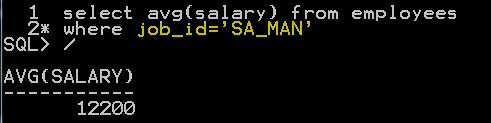 1 select avg(salary) from employees
2* where job_id='SA_MAN'
SQL> /
AVG(SALARY)
-----------
12200